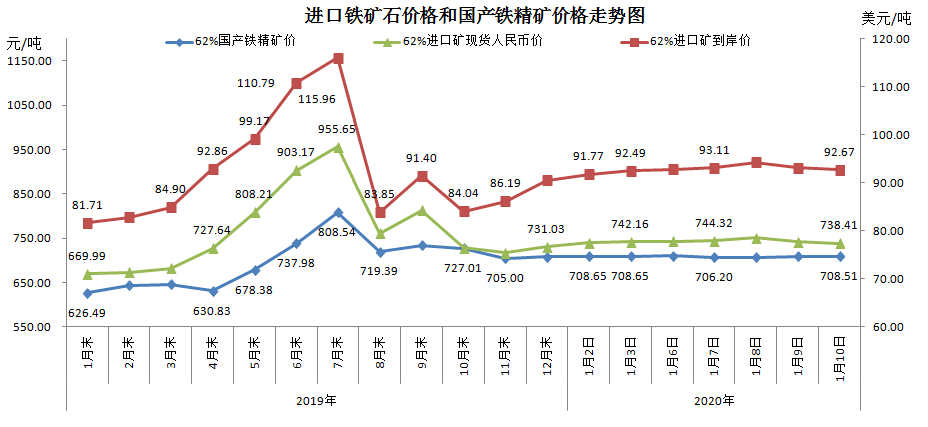 进口铁矿石价格和国产铁精矿价格走势图
元/吨
美元/吨
62%国产铁精矿价 62%进口矿现货人民币价 62%进口矿到岸价
1150.00
1050.00
950.00
850.00
750.00
650.00
550.00
120.00
110.00
100.00
90.00
80.00
70.00
60.00
81.71
84.90
92.86
99.17
110.79
115.96
83.85
91.40
84.04
86.19
91.77
92.49
93.11
92.67
669.99
727.64
808.21
903.17
955.65
731.03
742.16
744.32
738.41
626.49
630.83
678.38
737.98
808.54
719.39
727.01
705.00
708.65
708.65
706.20
708.51
1月末
2月末
3月末
4月末
5月末
6月末
7月末
8月末
9月末
10月末
11月末
12月末
1月2日
1月3日
1月6日
1月7日
1月8日
1月9日
1月10日
2019年
2020年